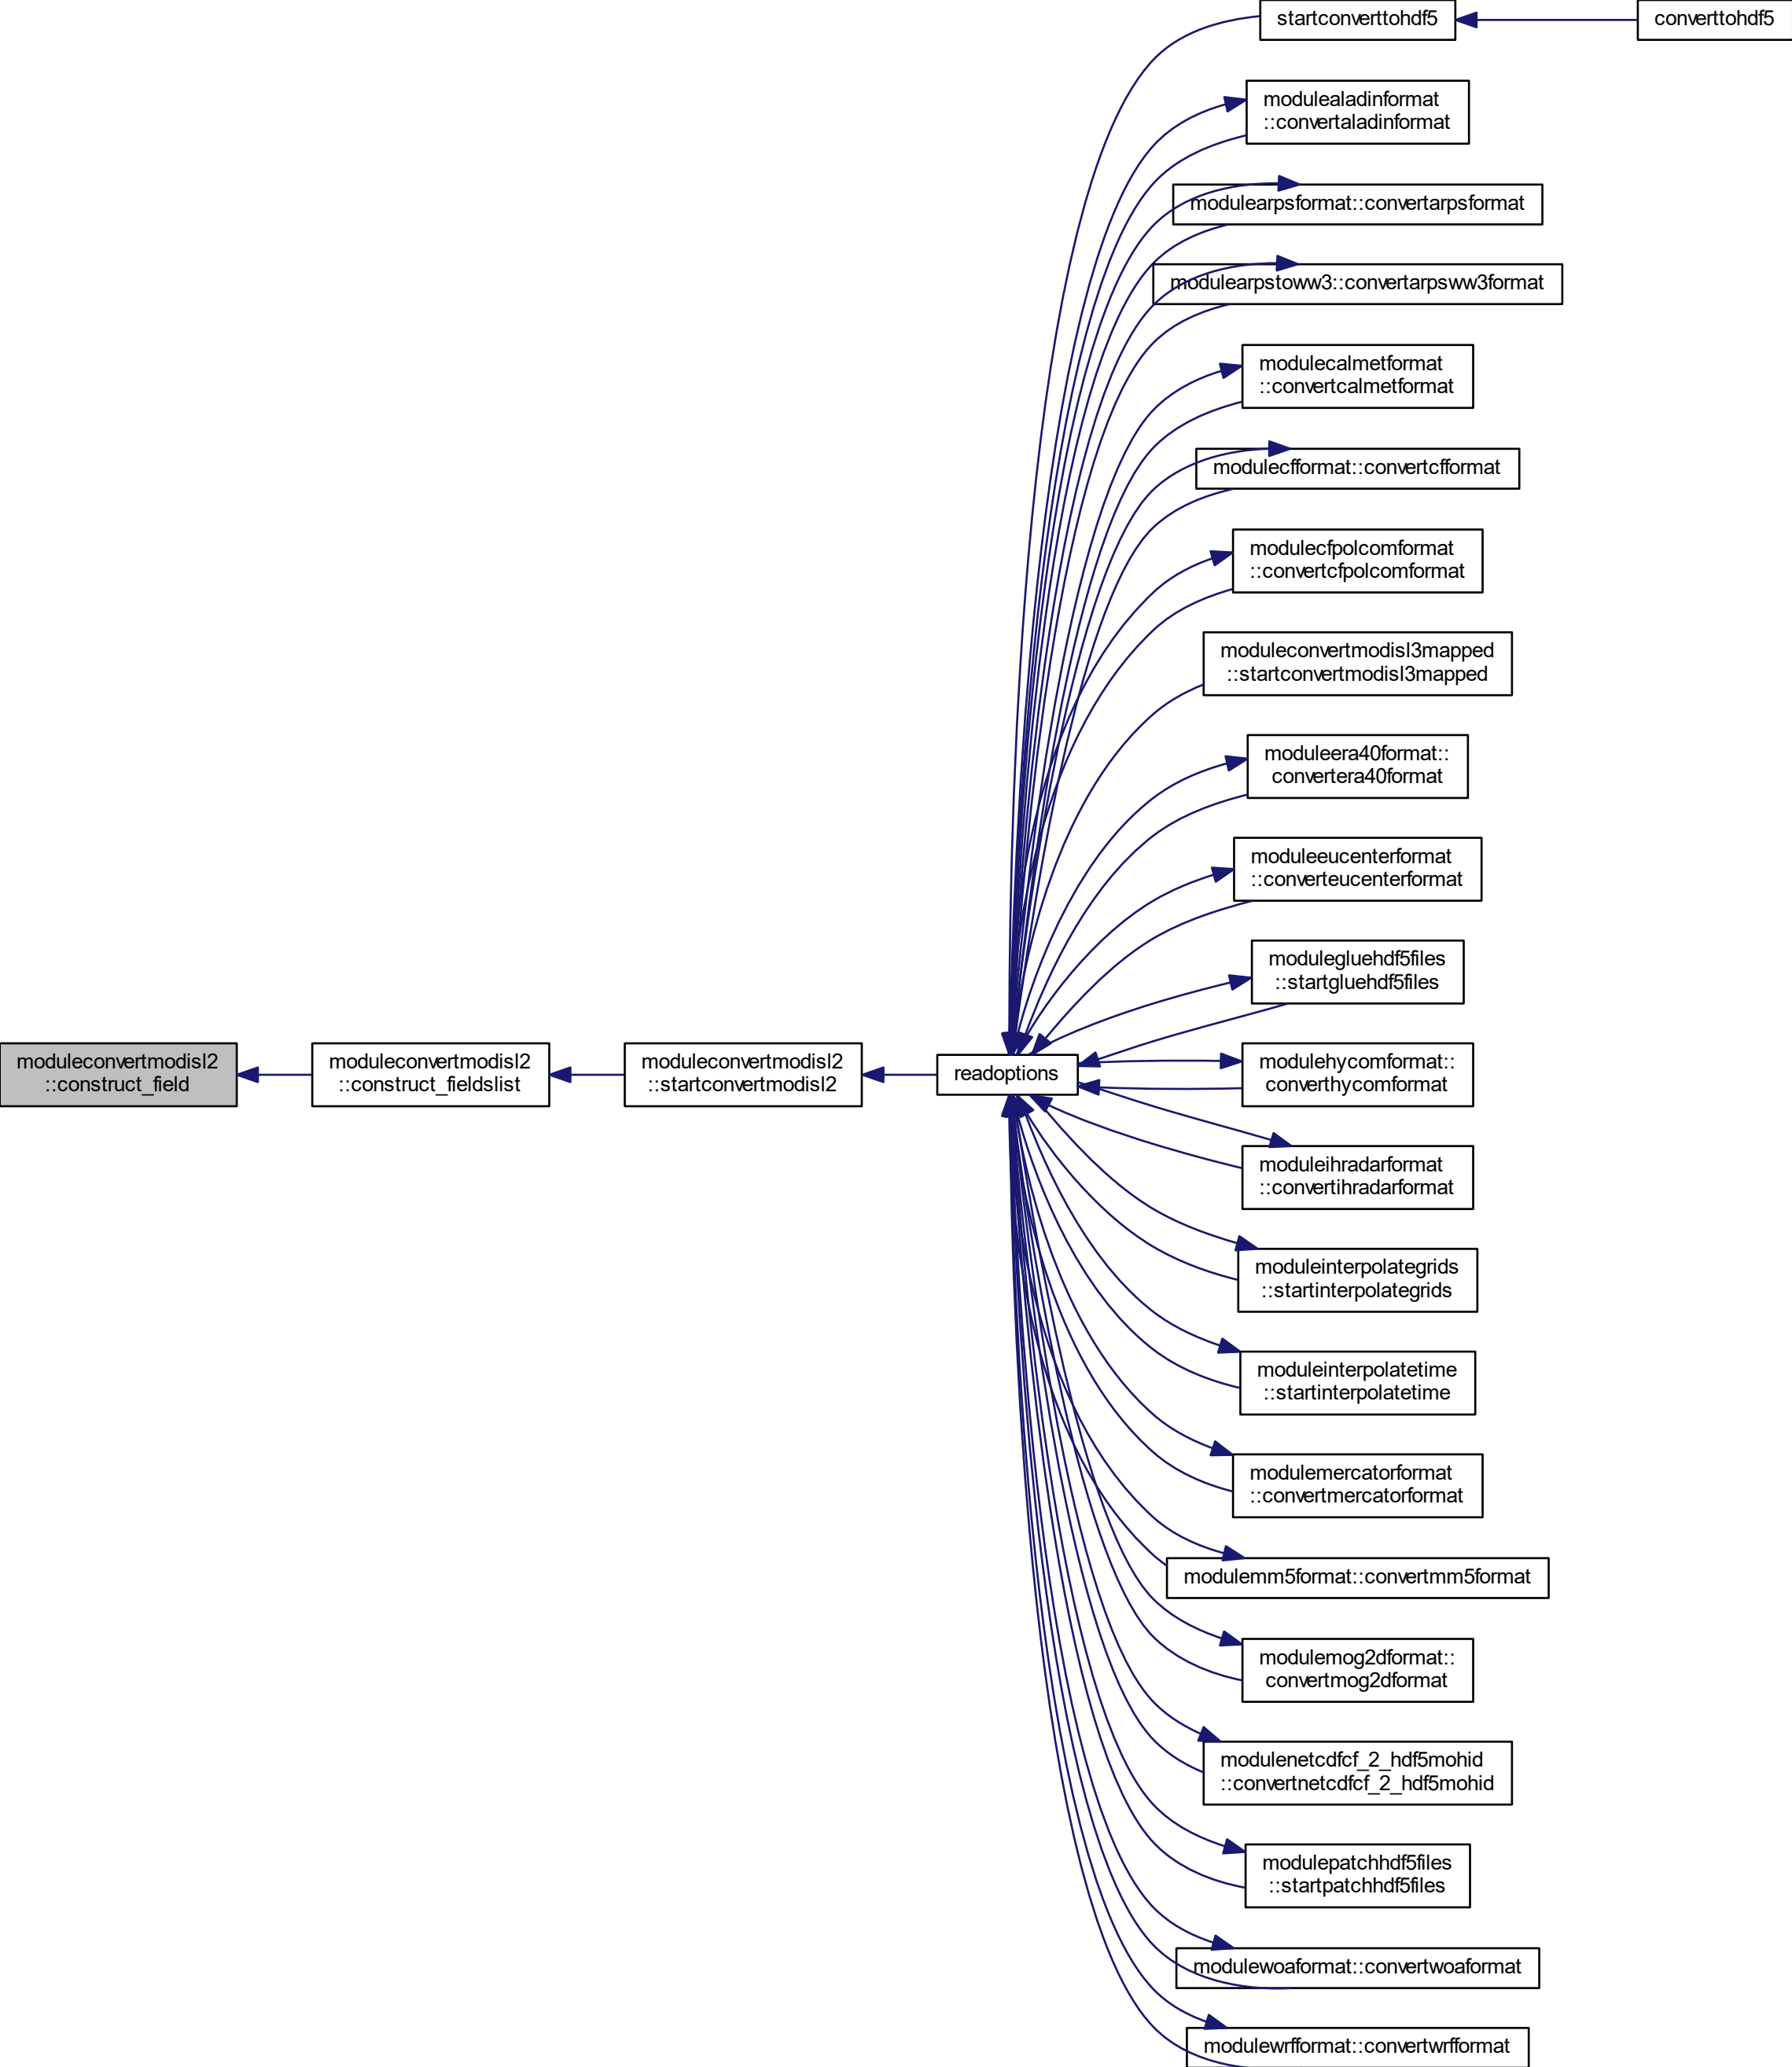 startconverttohdf5
converttohdf5
modulealadinformat
::convertaladinformat
modulearpsformat::convertarpsformat
modulearpstoww3::convertarpsww3format
modulecalmetformat
::convertcalmetformat
modulecfformat::convertcfformat
modulecfpolcomformat
::convertcfpolcomformat
moduleconvertmodisl3mapped
::startconvertmodisl3mapped
moduleera40format::
convertera40format
moduleeucenterformat
::converteucenterformat
modulegluehdf5files
::startgluehdf5files
moduleconvertmodisl2
::construct_field
moduleconvertmodisl2
::construct_fieldslist
moduleconvertmodisl2
::startconvertmodisl2
readoptions
modulehycomformat::
converthycomformat
moduleihradarformat
::convertihradarformat
moduleinterpolategrids
::startinterpolategrids
moduleinterpolatetime
::startinterpolatetime
modulemercatorformat
::convertmercatorformat
modulemm5format::convertmm5format
modulemog2dformat::
convertmog2dformat
modulenetcdfcf_2_hdf5mohid
::convertnetcdfcf_2_hdf5mohid
modulepatchhdf5files
::startpatchhdf5files
modulewoaformat::convertwoaformat
modulewrfformat::convertwrfformat